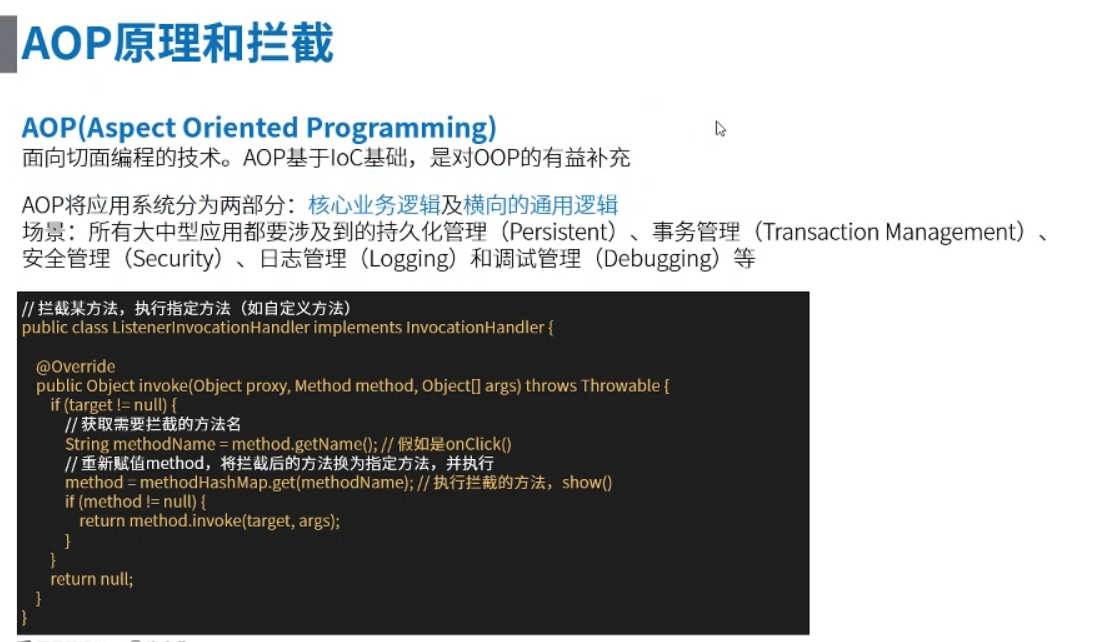 AOP原理和拦截
AOP(Aspect Oriented Programming)
面向切面编程的技术。AOP基于IoC基础，是对OOP的有益补充
AOP将应用系统分为两部分：核心业务逻辑及横向的通用逻辑
场景：所有大中型应用都要涉及到的持久化管理（Persistent）、事务管理（Transaction Management）、
安全管理（Security）、日志管理（Logging）和调试管理（Debugging）等
// 拦截某方法，执行指定方法（如自定义方法）
public class ListenerInvocationHandler implements InvocationHandler {
@Override
public Object invoke(Object proxy, Method method, Object[] args) throws Throwable {
if (target != null) {
// 获取需要拦截的方法名
String methodName = method.getName(); // 假如是onClick()
// 重新赋值method，将拦截后的方法换为指定方法，并执行
method = methodHashMap.get(methodName); // 执行拦截的方法，show()
if (method != null) {
return method.invoke(target, args);
}
}
return null;
}
}